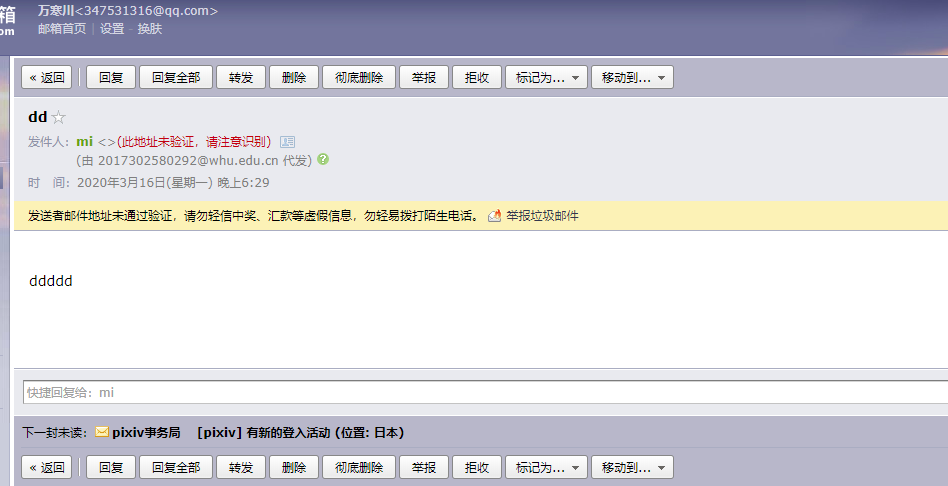 箱 万寒川<347531316@qq.com>
om 邮箱首页 | 设置 - 换肤
« 返回 回复 回复全部 转发 删除 彻底删除 举报 拒收 标记为... 移动到...
dd
发件人: mi <>(此地址未验证，请注意识别)
(由 2017302580292@whu.edu.cn 代发)
时 间: 2020年3月16日(星期一) 晚上6:29
发送者邮件地址未通过验证，请勿轻信中奖、汇款等虚假信息，勿轻易拨打陌生电话。 举报垃圾邮件
ddddd
快捷回复给: mi
下一封未读: pixiv事务局 [pixiv] 有新的登入活动 (位置: 日本)
« 返回 回复 回复全部 转发 删除 彻底删除 举报 拒收 标记为... 移动到...